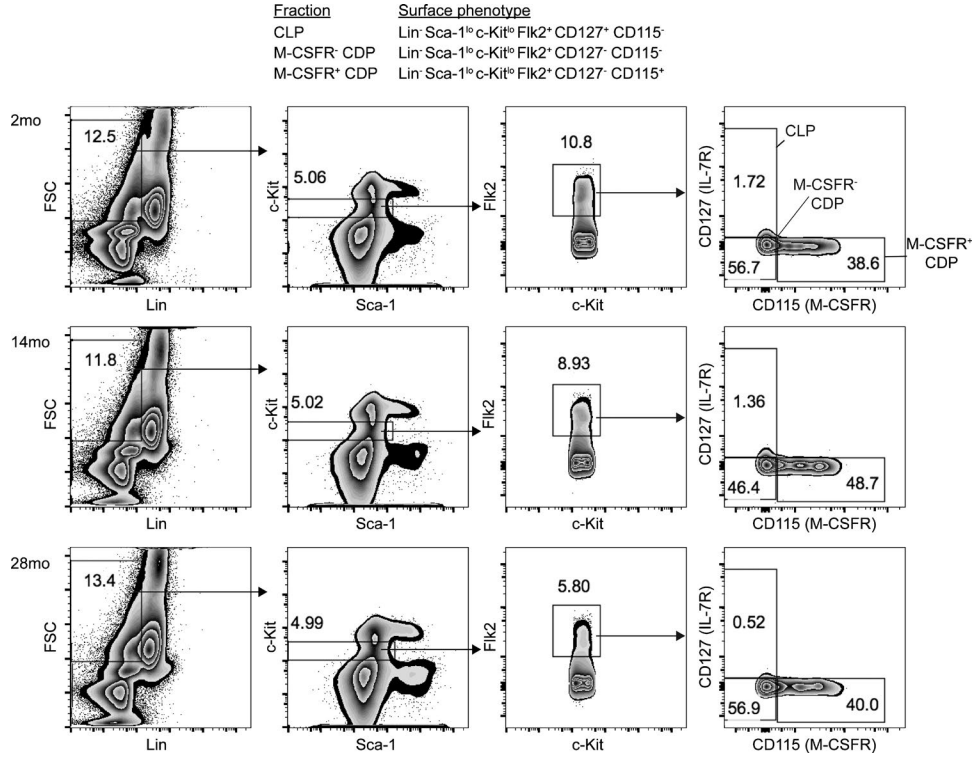 Fraction Surface phenotype
CLP Lin⁻ Sca-1ˡᵒ c-Kitˡᵒ Flk2⁺ CD127⁺ CD115⁻
M-CSFR⁻ CDP Lin⁻ Sca-1ˡᵒ c-Kitˡᵒ Flk2⁺ CD127⁻ CD115⁻
M-CSFR⁺ CDP Lin⁻ Sca-1ˡᵒ c-Kitˡᵒ Flk2⁺ CD127⁻ CD115⁺
2mo
12.5
FSC
Lin
5.06
c-Kit
Sca-1
10.8
Flk2
c-Kit
CLP
1.72
M-CSFR⁻
CDP
M-CSFR⁺
CDP
56.7
38.6
CD127 (IL-7R)
CD115 (M-CSFR)
14mo
11.8
FSC
Lin
5.02
c-Kit
Sca-1
8.93
Flk2
c-Kit
1.36
46.4
48.7
CD127 (IL-7R)
CD115 (M-CSFR)
28mo
13.4
FSC
Lin
4.99
c-Kit
Sca-1
5.80
Flk2
c-Kit
0.52
56.9
40.0
CD127 (IL-7R)
CD115 (M-CSFR)